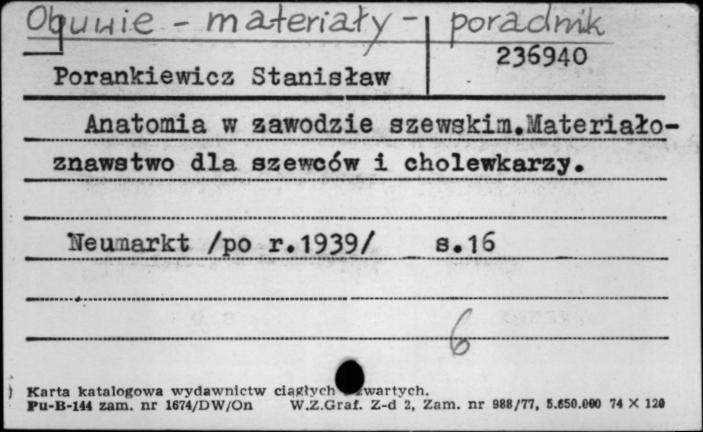 Obuwie - materiały - poradnik
236940
Porankiewicz Stanisław
Anatomia w zawodzie szewskim.Materiało-
znawstwo dla szewców i cholewkarzy.
Neumarkt /po r.1939/ s.16
6
Karta katalogowa wydawnictw ciągłych zwartych.
Pu-B-144 zam. nr 1674/DW/On W.Z.Graf. Z-d 2, Zam. nr 988/77, 5.650.000 74 X 120